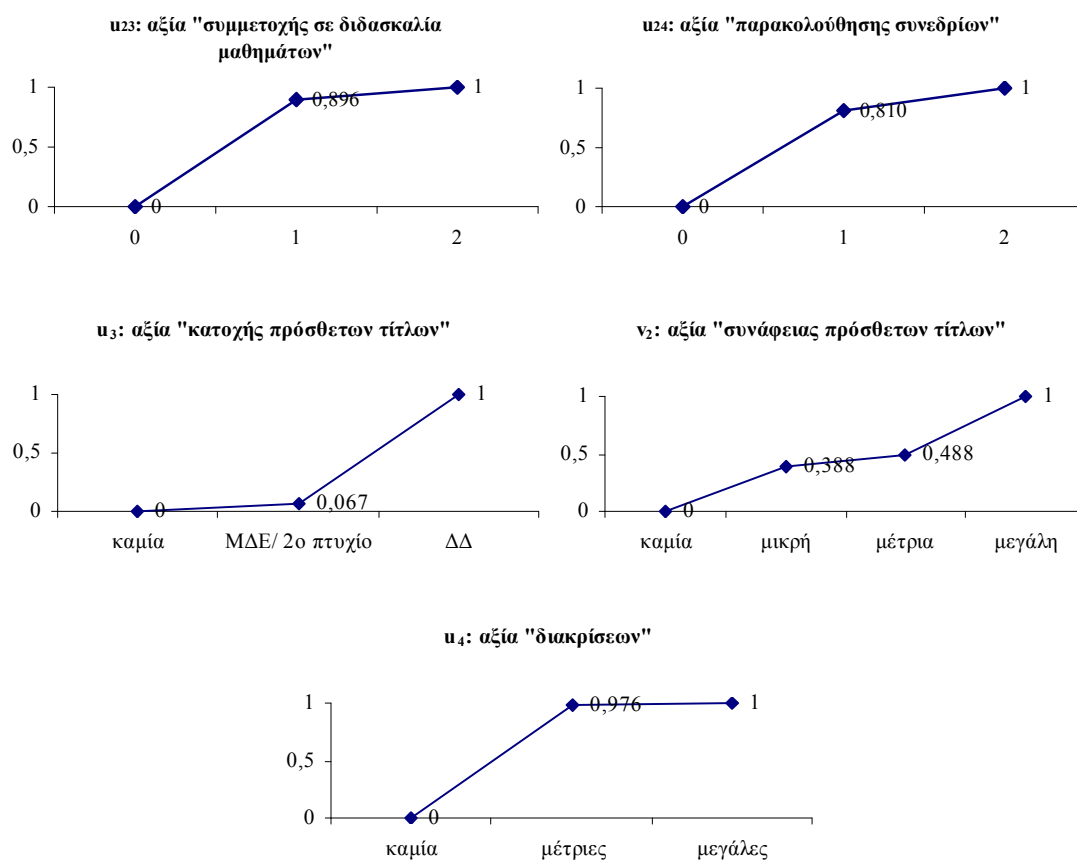 u23: αξία "συμμετοχής σε διδασκαλία
μαθημάτων"
1
0,5
0
0
0,896
1
0
1
2
u24: αξία "παρακολούθησης συνεδρίων"
1
0,5
0
0
0,810
1
0
1
2
u3: αξία "κατοχής πρόσθετων τίτλων"
1
0,5
0
0
0,067
1
καμία
ΜΔΕ/ 2ο πτυχίο
ΔΔ
v2: αξία "συνάφειας πρόσθετων τίτλων"
1
0,5
0
0
0,388
0,488
1
καμία
μικρή
μέτρια
μεγάλη
u4: αξία "διακρίσεων"
1
0,5
0
0
0,976
1
καμία
μέτριες
μεγάλες